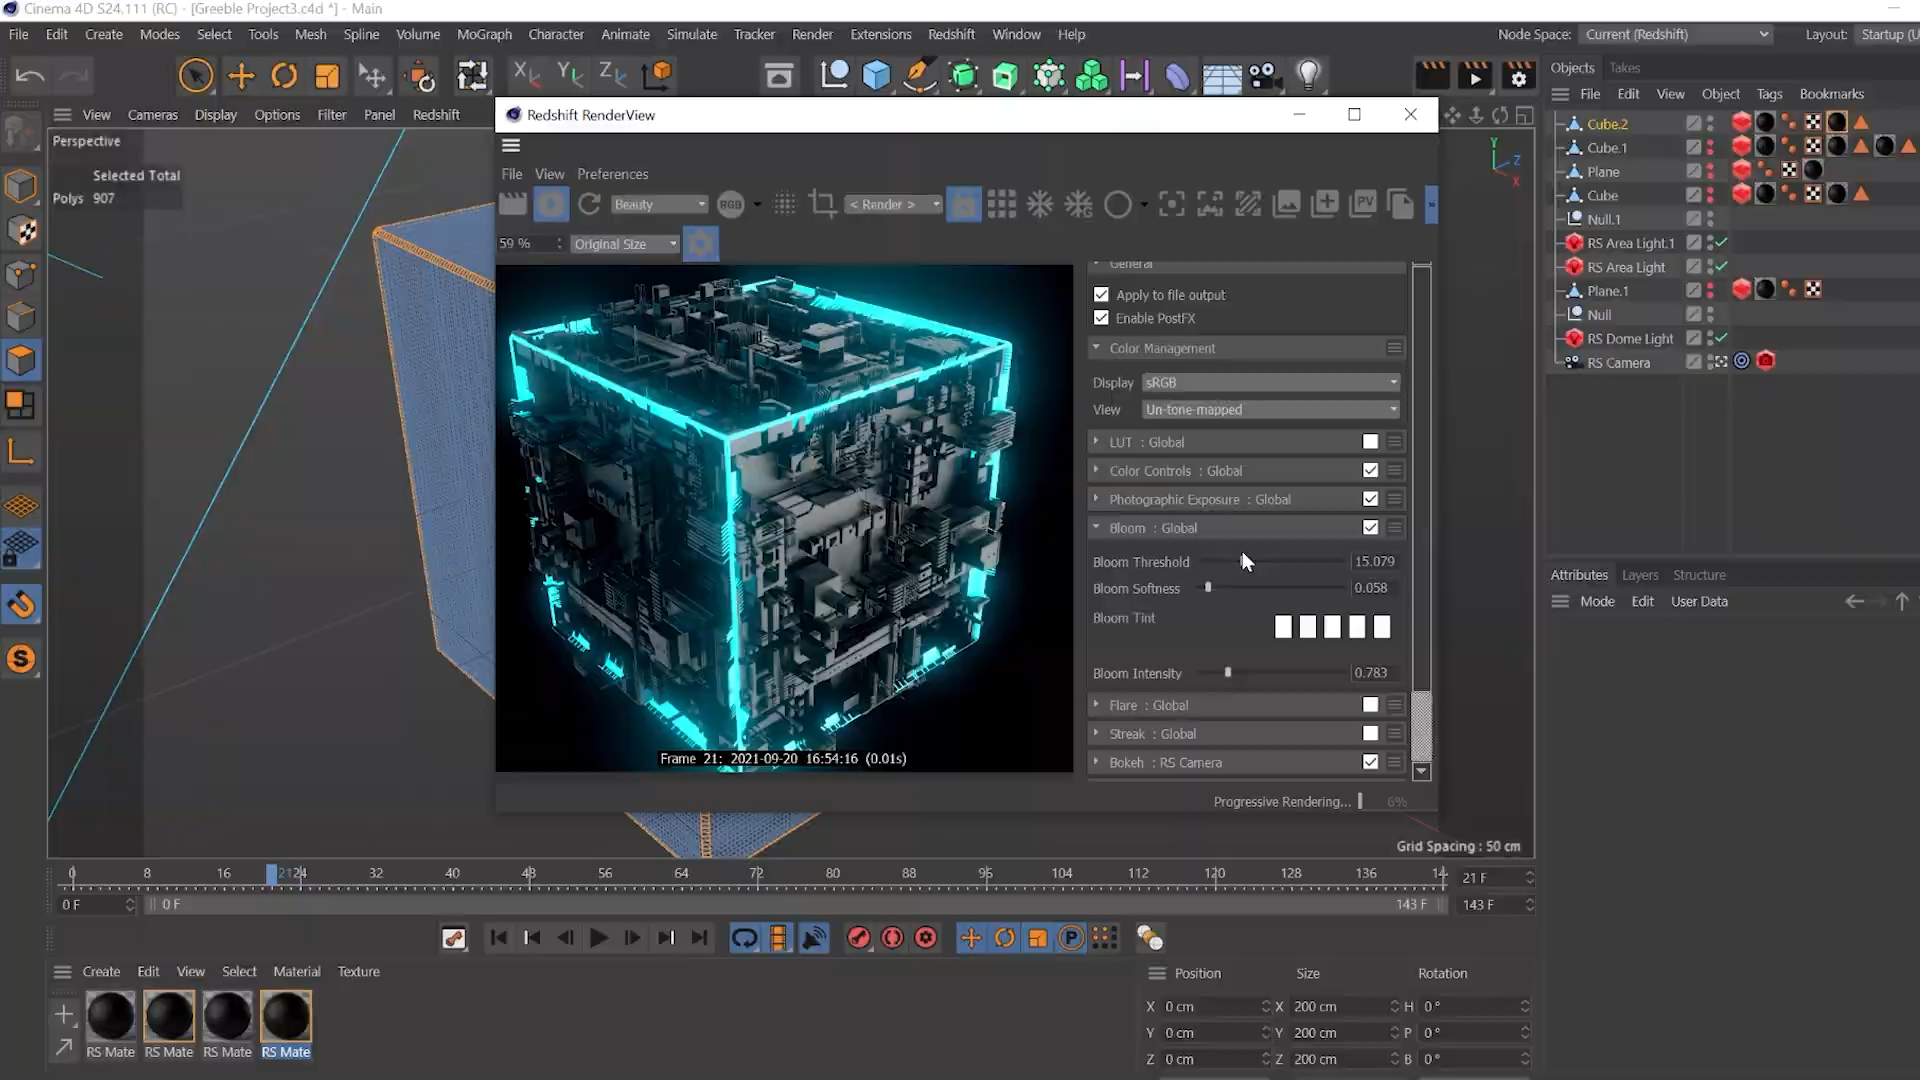 Cinema 4D S24.111 (RC) - [Greeble Project3.c4d *] - Main
File Edit Create Modes Select Tools Mesh Spline Volume MoGraph Character Animate Simulate Tracker Render Extensions Redshift Window Help
Node Space: Current (Redshift) Layout: Startup (U
X Y Z
Objects Takes
File Edit View Object Tags Bookmarks
View Cameras Display Options Filter Panel Redshift
Perspective
Selected Total
Polys 907
Redshift RenderView
File View Preferences
Beauty RGB < Render > PV »
59 % Original Size
Frame 21: 2021-09-20 16:54:16 (0.01s)
General
Apply to file output
Enable PostFX
Color Management
Display sRGB
View Un-tone-mapped
LUT : Global
Color Controls : Global
Photographic Exposure : Global
Bloom : Global
Bloom Threshold 15.079
Bloom Softness 0.058
Bloom Tint
Bloom Intensity 0.783
Flare : Global
Streak : Global
Bokeh : RS Camera
Progressive Rendering... 6%
Y
Z
X
Grid Spacing : 50 cm
Cube.2
Cube.1
Plane
Cube
Null.1
RS Area Light.1
RS Area Light
Plane.1
Null
RS Dome Light
RS Camera
Attributes Layers Structure
Mode Edit User Data
S
0 8 16 2124 32 40 48 56 64 72 80 88 96 104 112 120 128 136 14 21 F
0 F 0 F 143 F 143 F
P
Create Edit View Select Material Texture
RS Mate RS Mate RS Mate RS Mate
Position Size Rotation
X 0 cm X 200 cm H 0 °
Y 0 cm Y 200 cm P 0 °
Z 0 cm Z 200 cm B 0 °